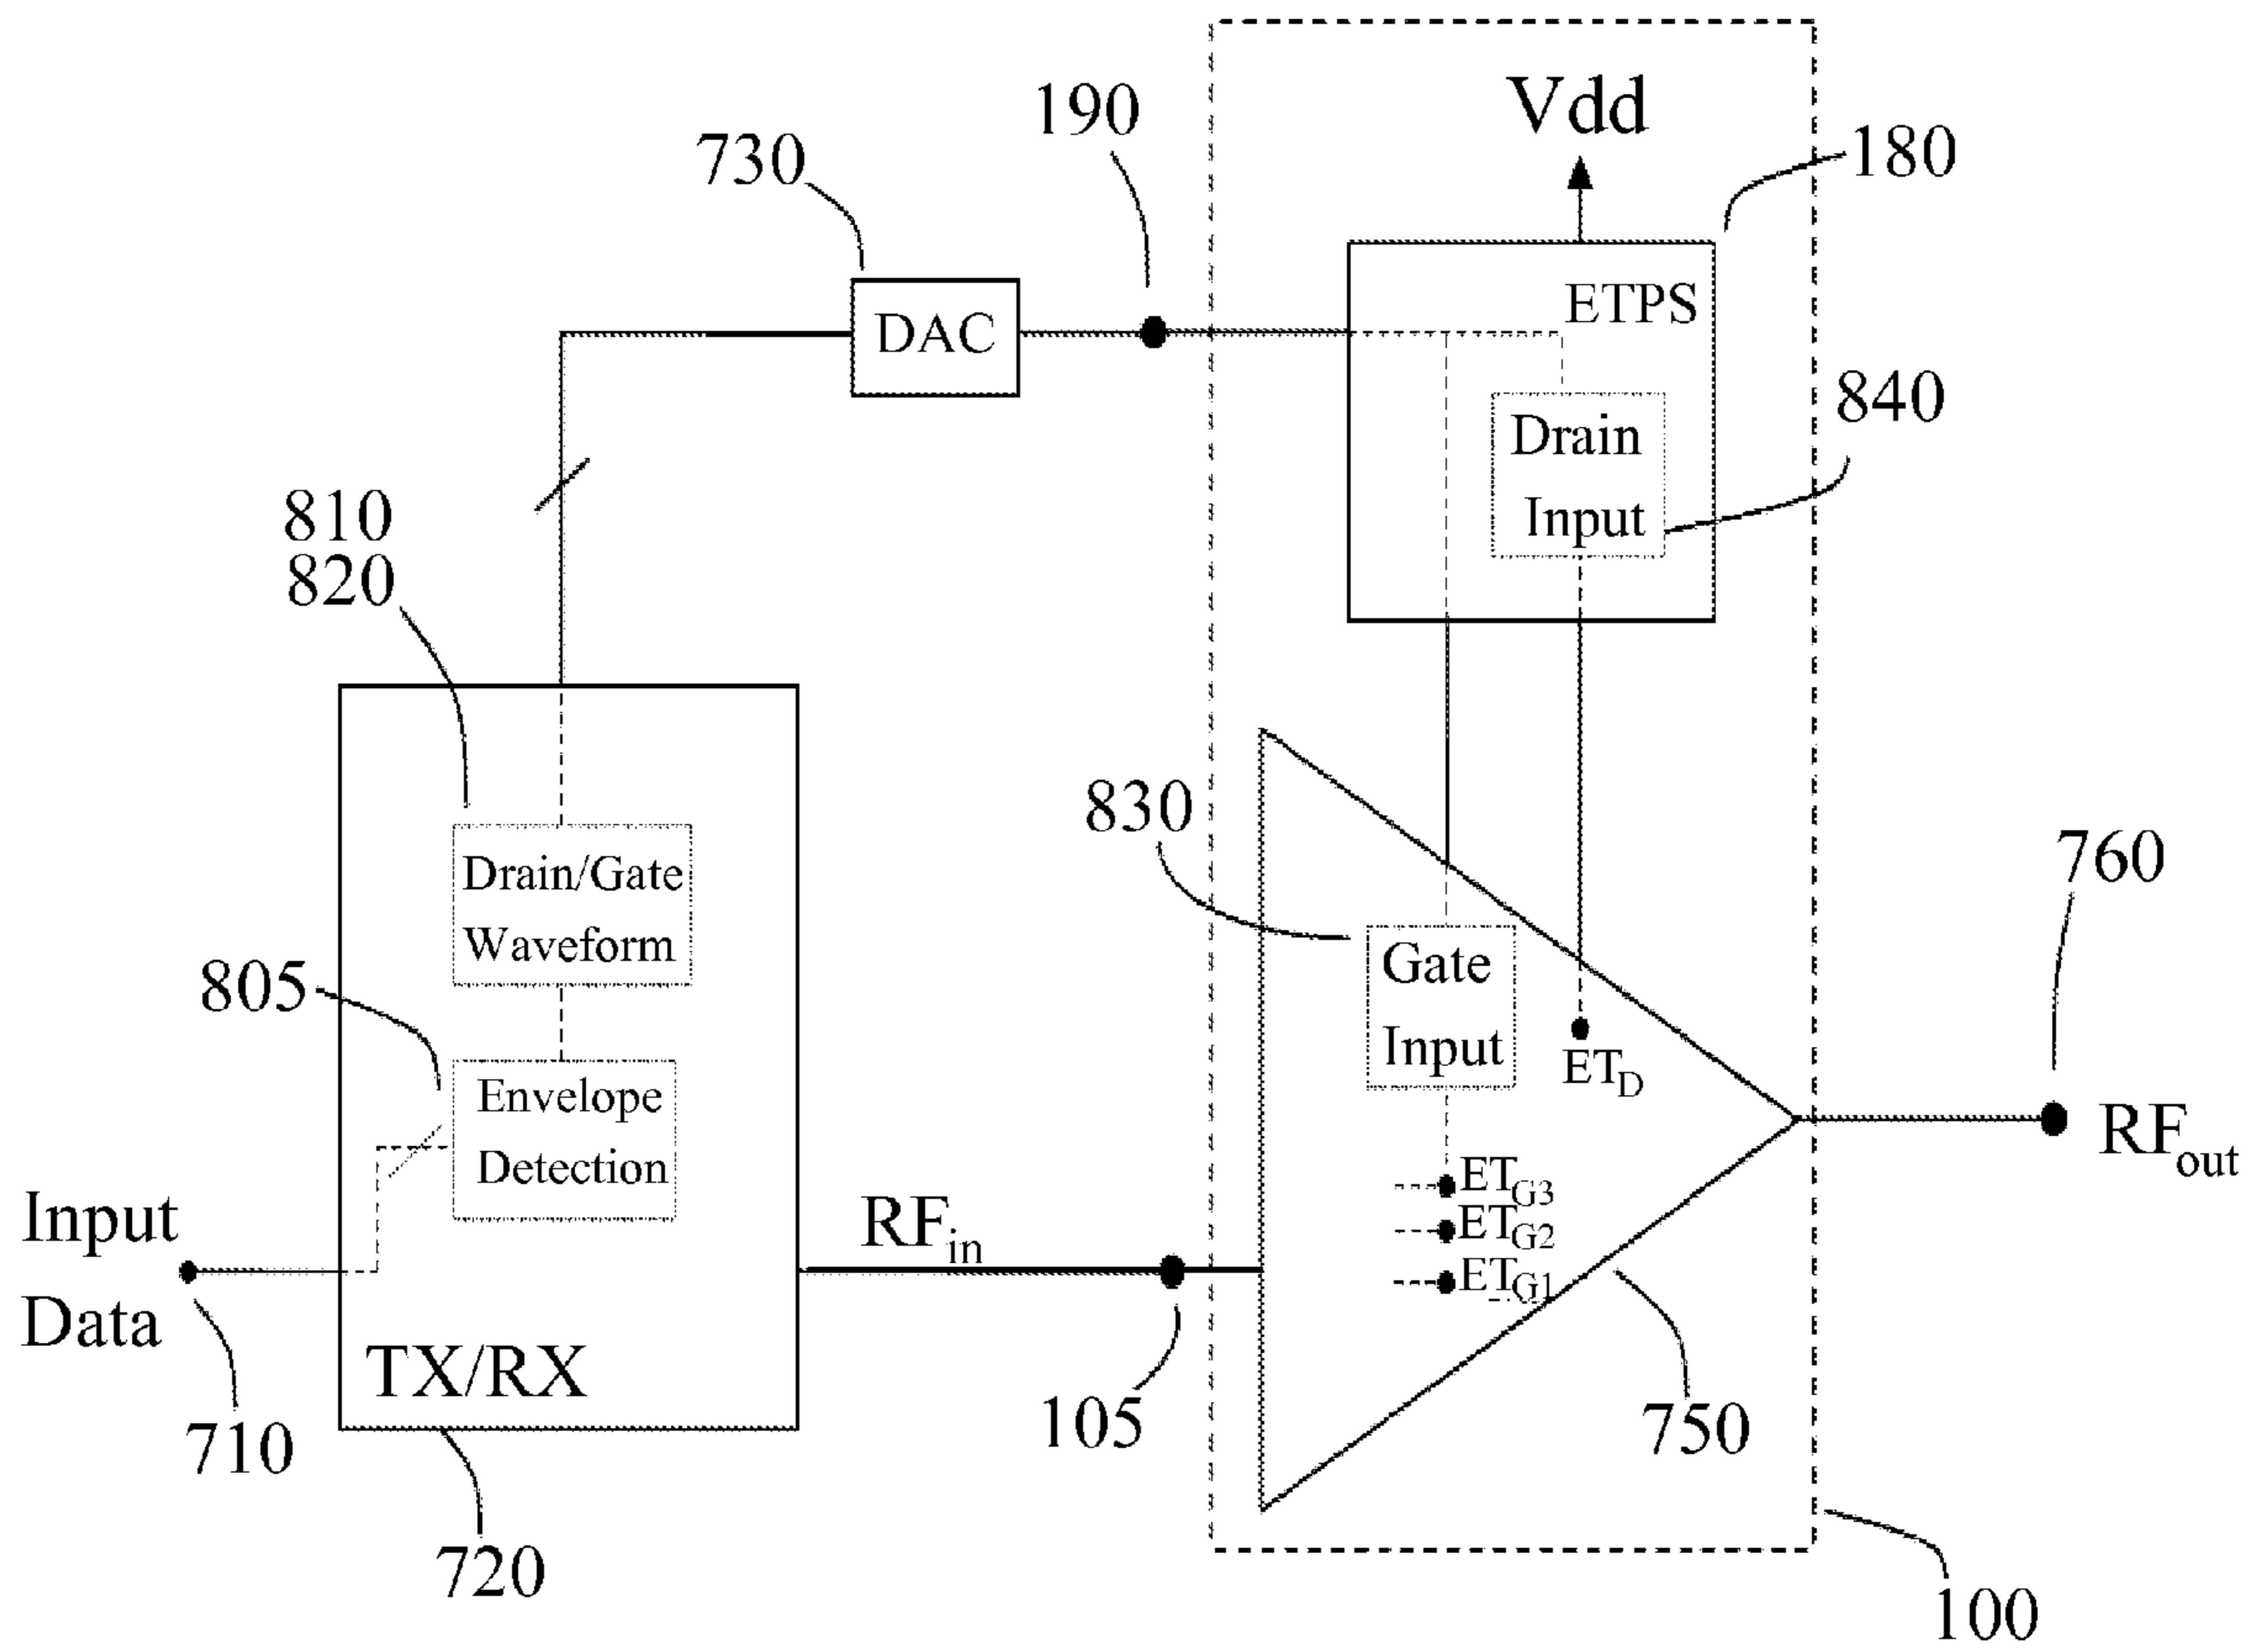 Vdd
190
730
180
ETPS
DAC
840
Drain
Input
810
820
830
760
Drain/Gate
Waveform
Gate
Input
805
ET_D
Envelope
Detection
RF_out
ET_G3
Input
RF_in
ET_G2
ET_G1
Data
TX/RX
105
750
710
720
100